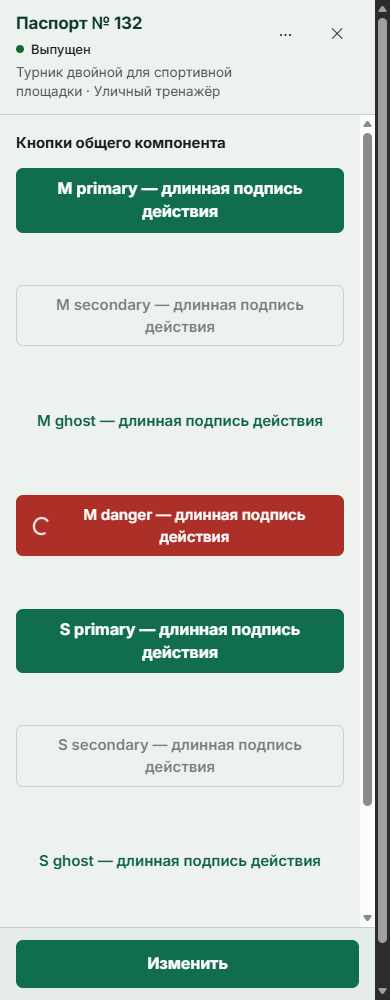 Паспорт № 132
...
Выпущен
Турник двойной для спортивной
площадки · Уличный тренажёр
Кнопки общего компонента
M primary — длинная подпись
действия
M secondary — длинная подпись
действия
M ghost — длинная подпись действия
M danger — длинная подпись
действия
S primary — длинная подпись
действия
S secondary — длинная подпись
действия
S ghost — длинная подпись действия
Изменить